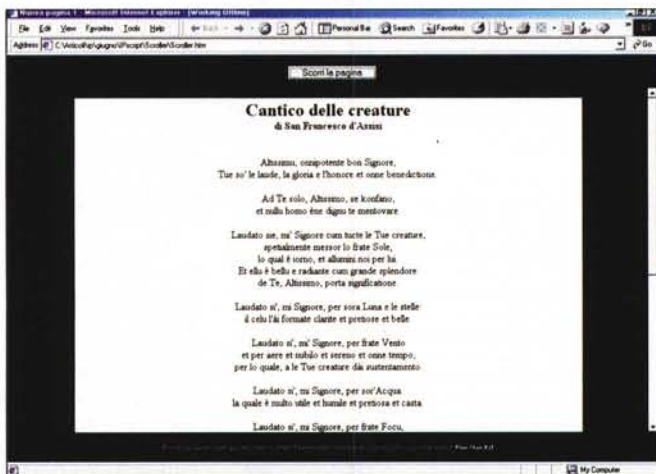 Nuova pagina 1 - Microsoft Internet Explorer - [Working Offline]
File Edit View Favorites Tools Help Back Personal Bar Search Favorites
Address C:\Articoli\hp\giugno\JPscript\Scroller\Scroller.htm Go
Scorri la pagina
Cantico delle creature
di San Francesco d'Assisi
Altissimu, onnipotente bon Signore,
Tue so' le laude, la gloria e l'honore et onne benedictione.
Ad Te solo, Altissimo, se konfano,
et nullu homo ène dignu te mentovare
Laudato sie, mi' Signore cum tucte le Tue creature,
spetialmente messor lo frate Sole,
lo qual è iorno, et allumini noi per lui
Et ellu è bellu e radiante cum grande splendore
de Te, Altissimo, porta significatione
Laudato si', mi Signore, per sora Luna e le stelle
il celu l'ài formate clarite et pretiose et belle
Laudato si', mi' Signore, per frate Vento
et per aere et nubilo et sereno et onne tempo,
per lo quale, a le Tue creature dài sustentamento
Laudato si', mi Signore, per sor'Acqua
la quale è multo utile et humile et pretiosa et casta
Laudato si', mi Signore, per frate Focu,
My Computer